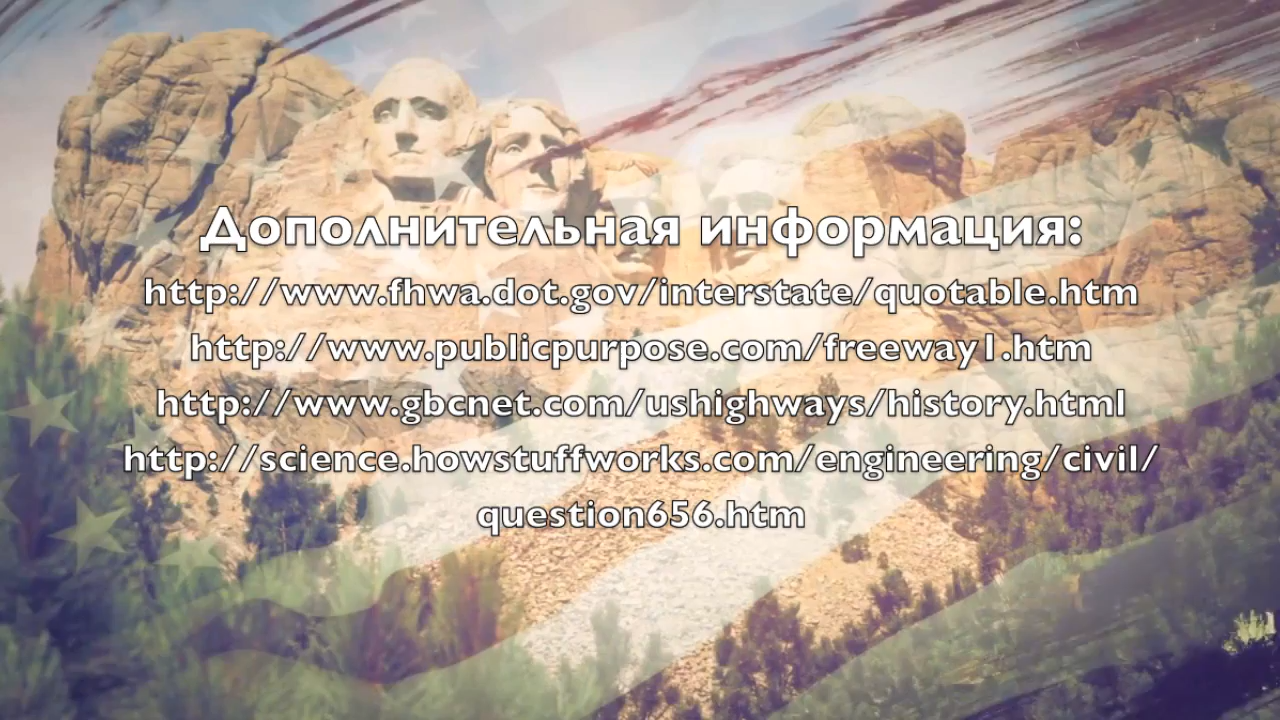 Дополнительная информация:
http://www.fhwa.dot.gov/interstate/quotable.htm
http://www.publicpurpose.com/freeway1.htm
http://www.gbcnet.com/ushighways/history.html
http://science.howstuffworks.com/engineering/civil/
question656.htm